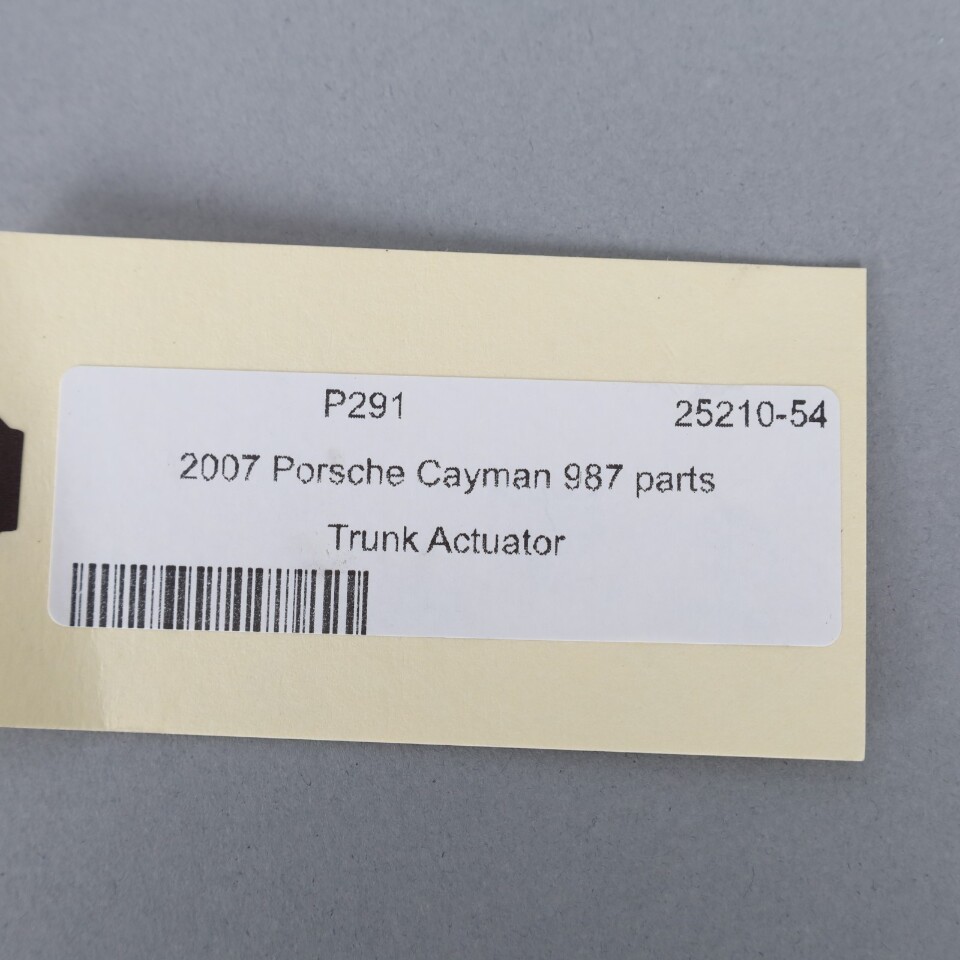 P291 25210-54
2007 Porsche Cayman 987 parts
Trunk Actuator